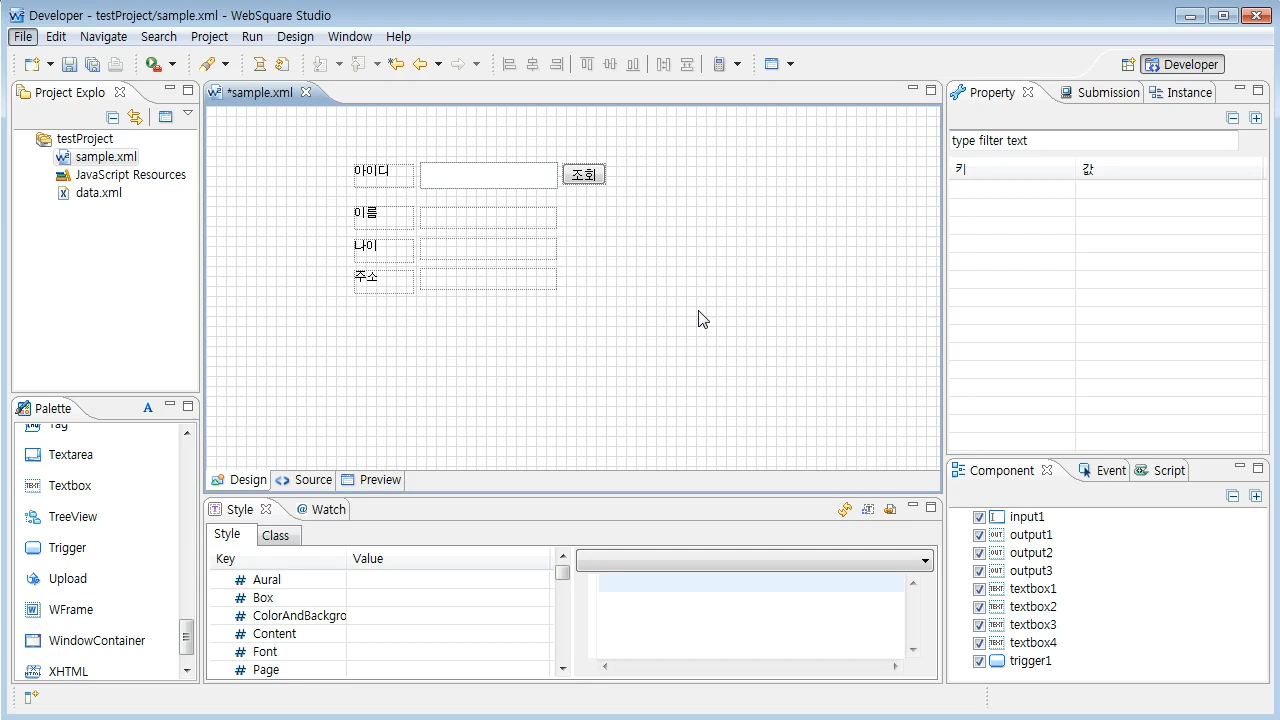 Developer - testProject/sample.xml - WebSquare Studio
File Edit Navigate Search Project Run Design Window Help
Developer
Project Explo
testProject
sample.xml
JavaScript Resources
data.xml
*sample.xml
아이디
조회
이름
나이
주소
Design Source Preview
Property Submission Instance
type filter text
키 값
Palette
Tag
Textarea
Textbox
TreeView
Trigger
Upload
WFrame
WindowContainer
XHTML
Style Watch
Style Class
Key Value
Aural
Box
ColorAndBackgro
Content
Font
Page
Component Event Script
input1
output1
output2
output3
textbox1
textbox2
textbox3
textbox4
trigger1